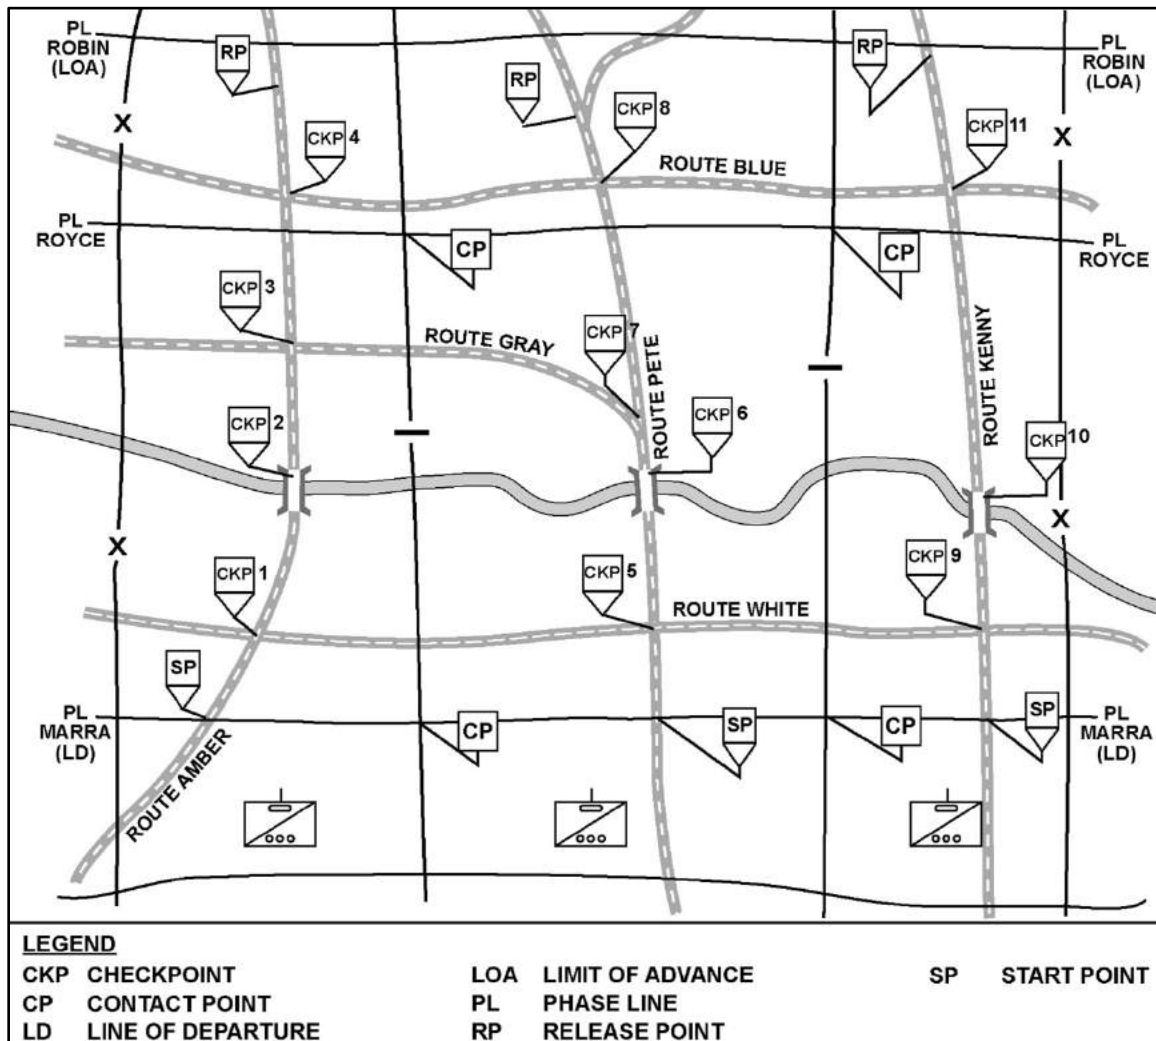 PL
ROBIN
(LOA)
RP
RP
RP
PL
ROBIN
(LOA)
X
CKP 4
CKP 8
CKP 11
X
ROUTE BLUE
PL
ROYCE
CP
CP
PL
ROYCE
CKP 3
ROUTE GRAY
CKP 7
ROUTE PETE
ROUTE KENNY
CKP 2
CKP 6
CKP 10
X
X
CKP 1
CKP 5
CKP 9
ROUTE WHITE
SP
PL
MARRA
(LD)
CP
SP
CP
SP
PL
MARRA
(LD)
ROUTE AMBER
LEGEND
CKP CHECKPOINT
CP CONTACT POINT
LD LINE OF DEPARTURE
LOA LIMIT OF ADVANCE
PL PHASE LINE
RP RELEASE POINT
SP START POINT